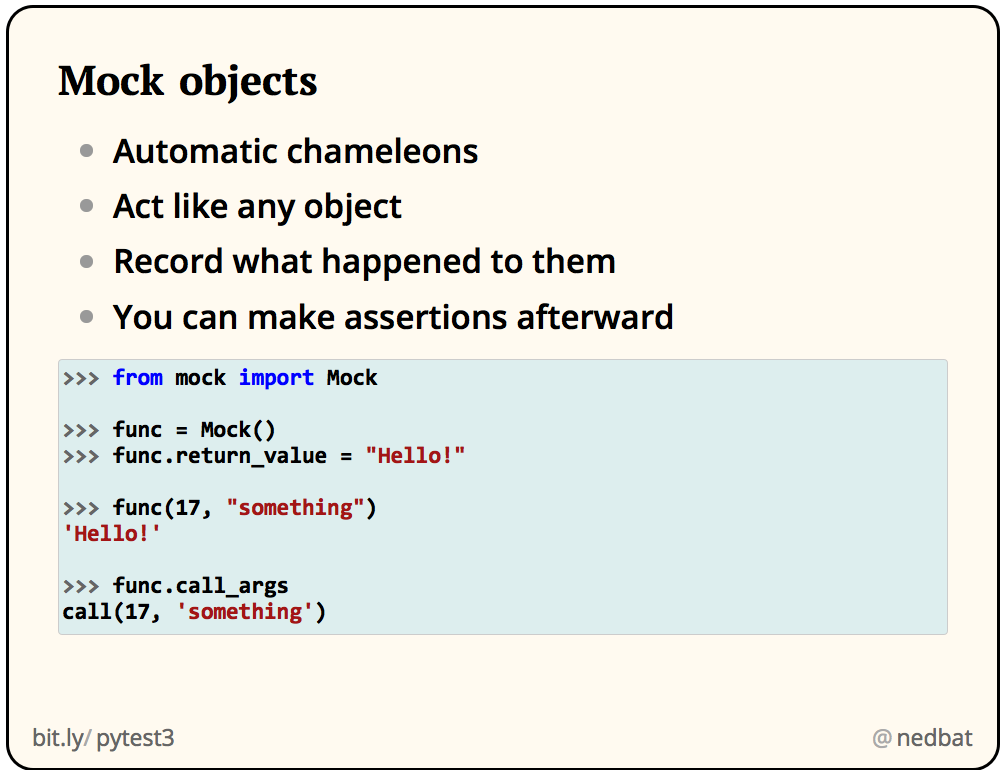 Mock objects
Automatic chameleons
Act like any object
Record what happened to them
You can make assertions afterward
>>> from mock import Mock
>>> func = Mock()
>>> func.return_value = "Hello!"
>>> func(17, "something")
'Hello!'
>>> func.call_args
call(17, 'something')
bit.ly/pytest3
@nedbat